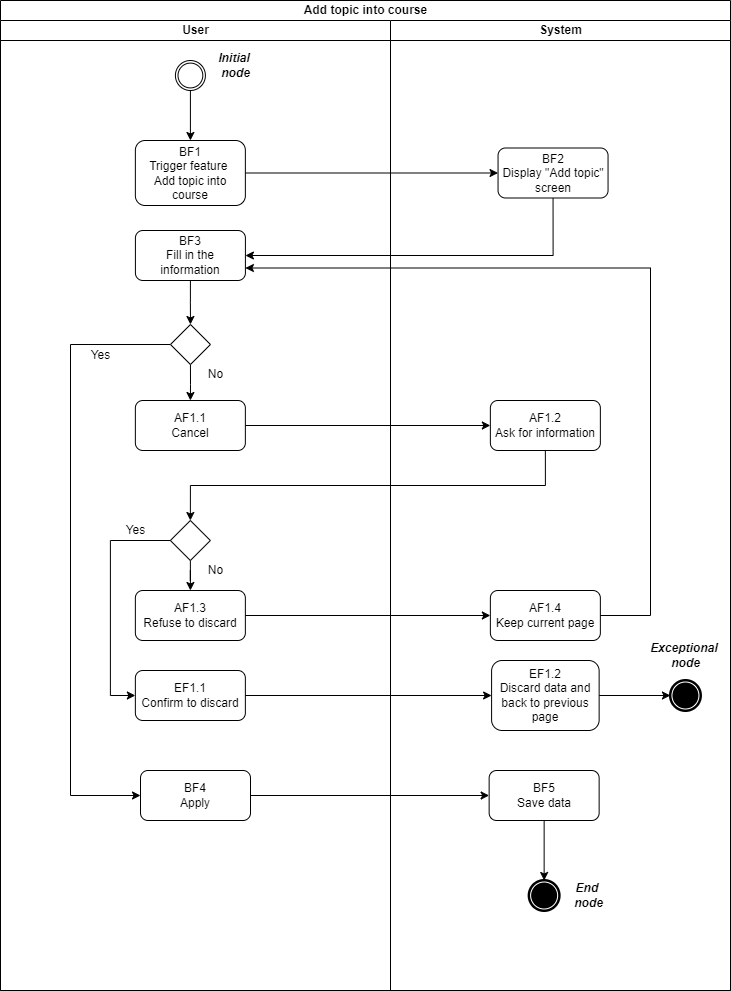 Add topic into course
User
System
Initial
node
BF1
Trigger feature
Add topic into
course
BF2
Display "Add topic"
screen
BF3
Fill in the
information
Yes
No
AF1.1
Cancel
AF1.2
Ask for information
Yes
No
AF1.3
Refuse to discard
AF1.4
Keep current page
Exceptional
node
EF1.1
Confirm to discard
EF1.2
Discard data and
back to previous
page
BF4
Apply
BF5
Save data
End
node